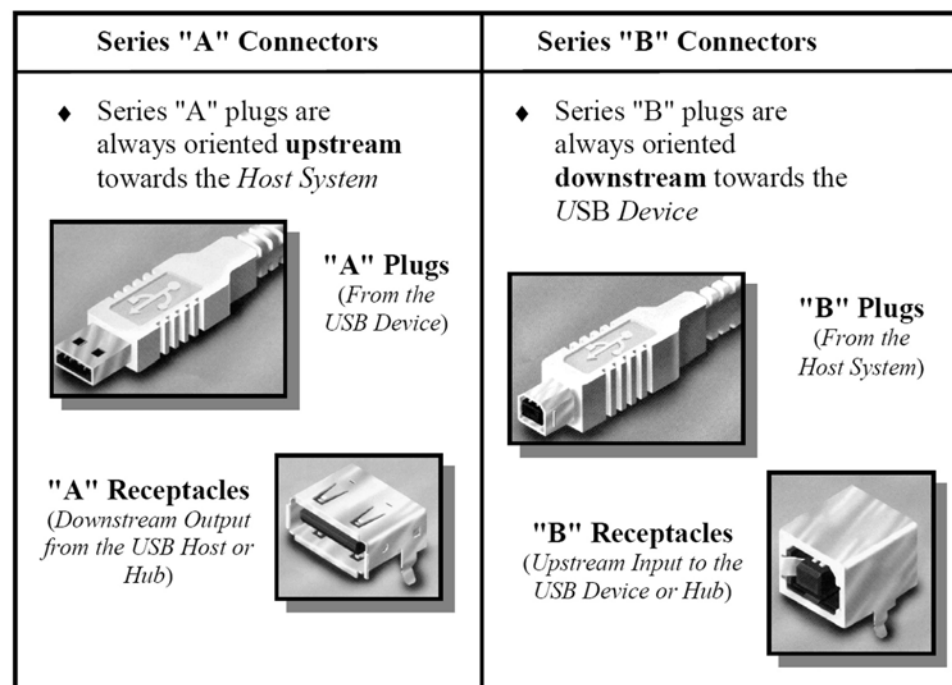 Series "A" Connectors
♦ Series "A" plugs are
always oriented upstream
towards the Host System
"A" Plugs
(From the
USB Device)
"A" Receptacles
(Downstream Output
from the USB Host or
Hub)
Series "B" Connectors
♦ Series "B" plugs are
always oriented
downstream towards the
USB Device
"B" Plugs
(From the
Host System)
"B" Receptacles
(Upstream Input to the
USB Device or Hub)